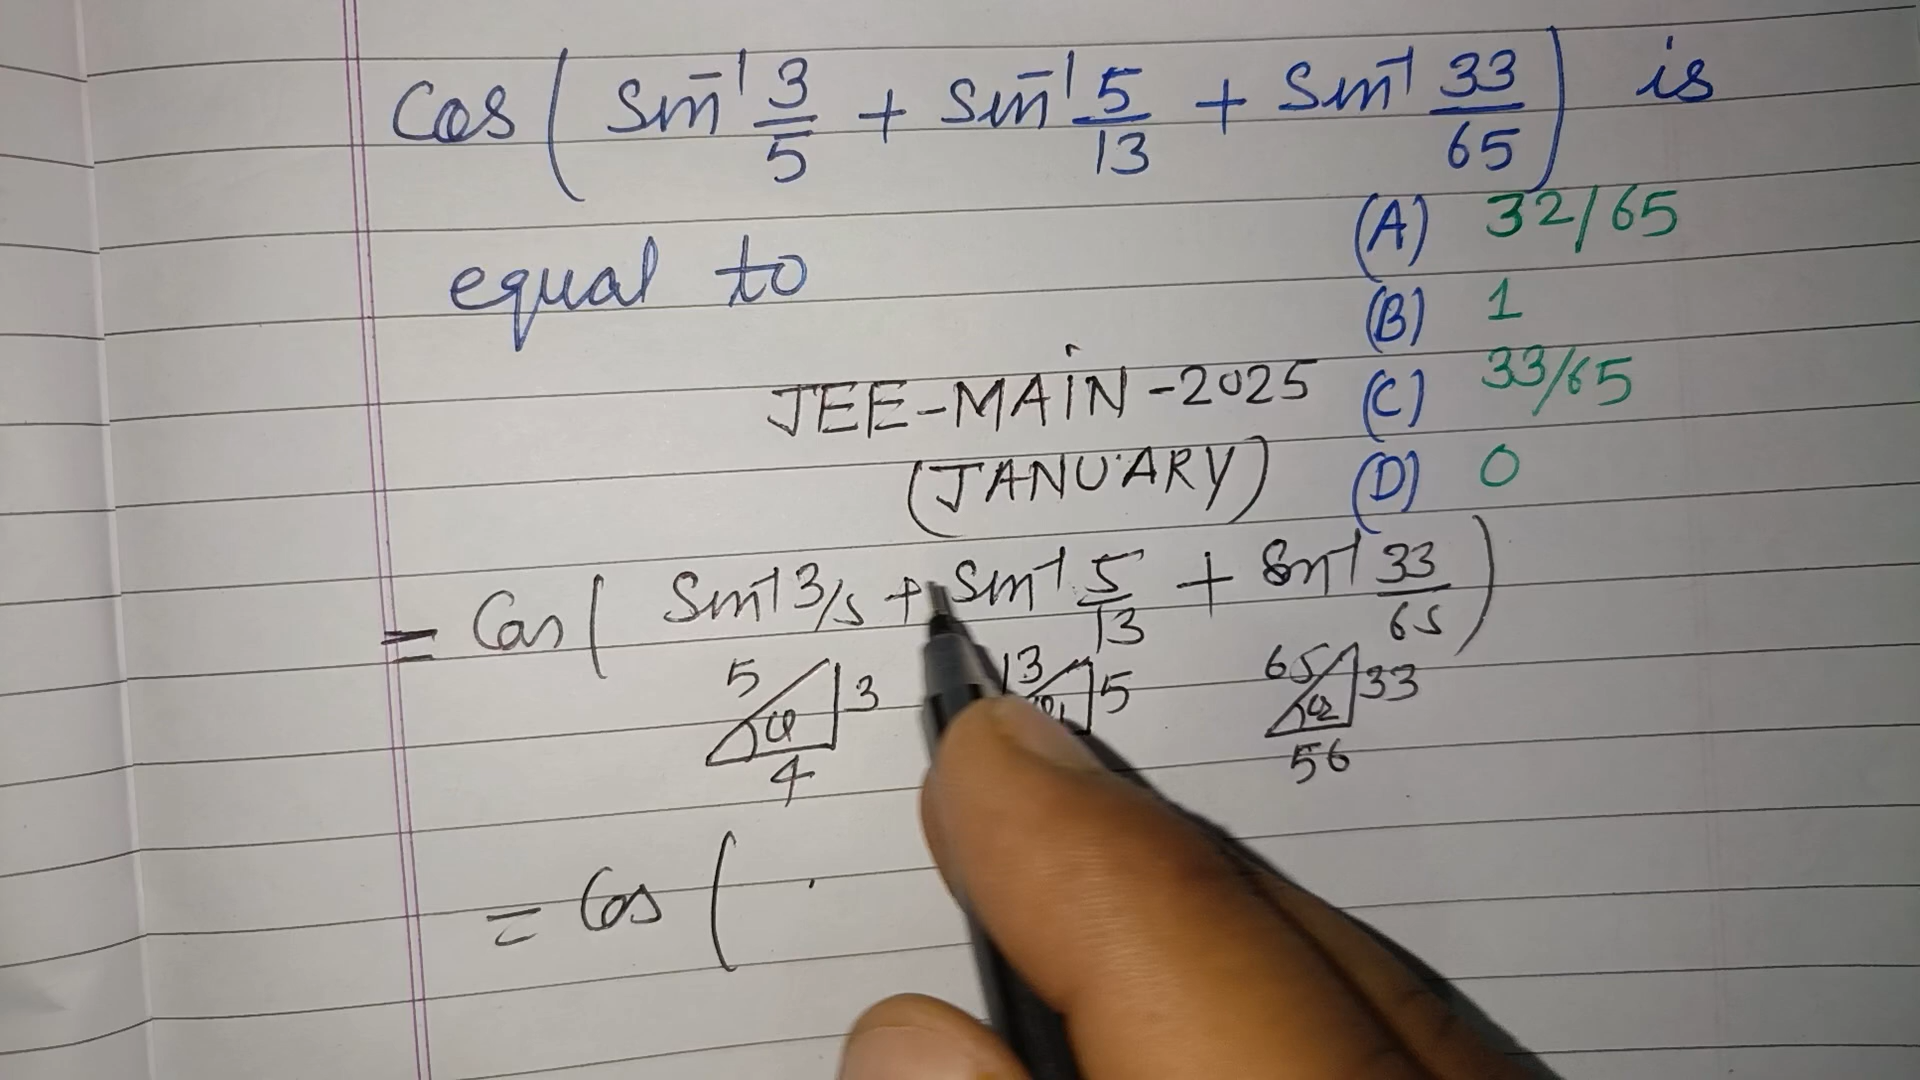 Cos ( Sin⁻¹ 3/5 + Sin⁻¹ 5/13 + Sin⁻¹ 33/65 ) is
equal to
(A) 32/65
(B) 1
JEE-MAIN-2025
(C) 33/65
(JANUARY)
(D) 0
= Cos ( Sin⁻¹ 3/5 + Sin⁻¹ 5/13 + Sin⁻¹ 33/65 )
5 3 4
13 5
65 33 56
= Cos (